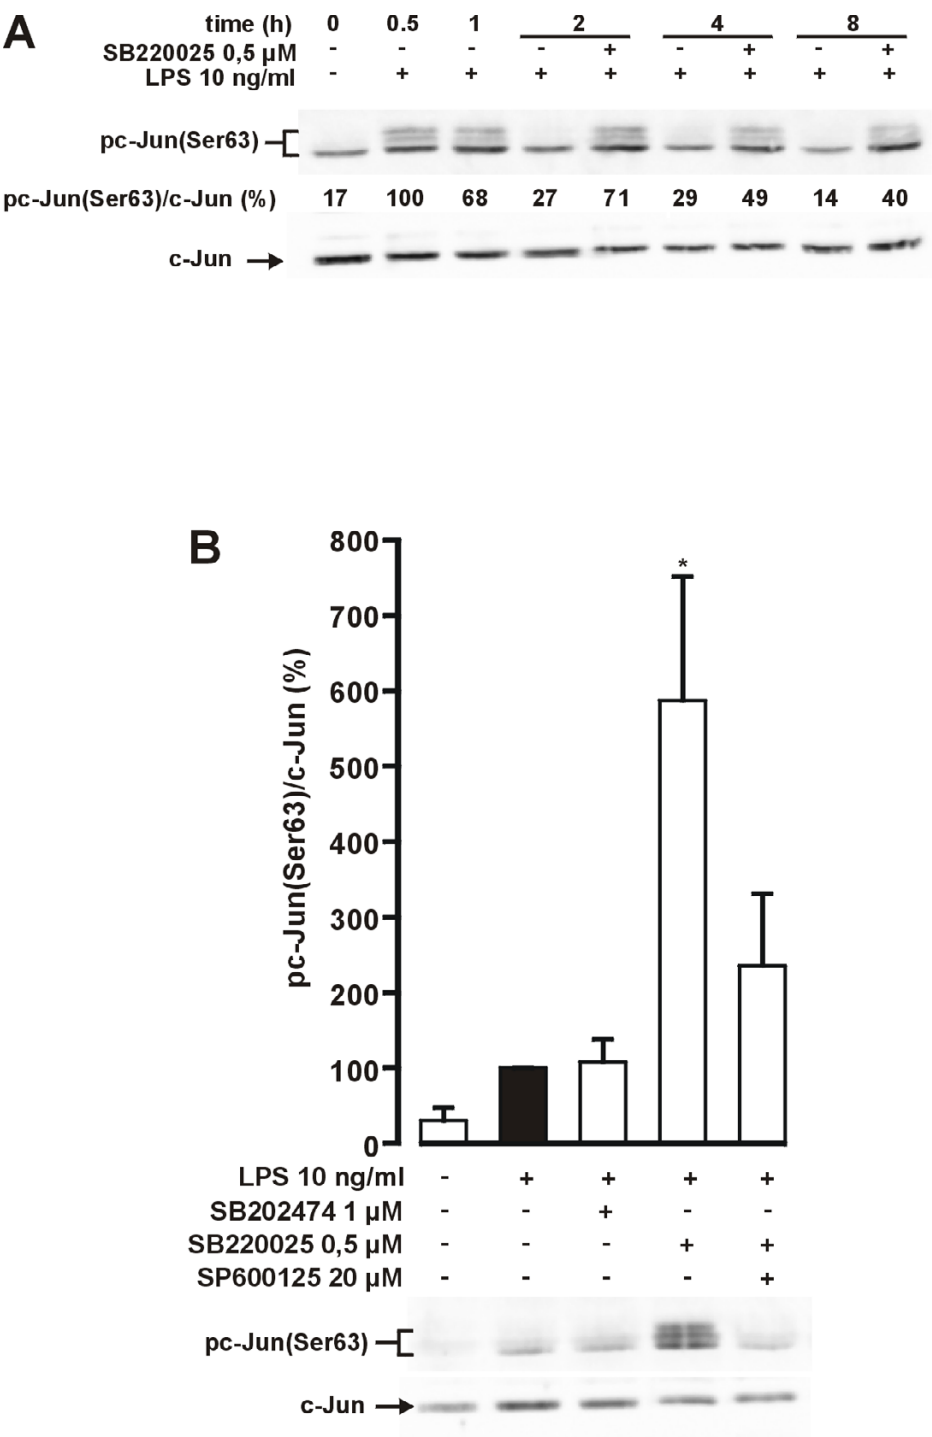 A
time (h) 0 0.5 1 2 4 8
SB220025 0,5 µM - - - - + - + - +
LPS 10 ng/ml - + + + + + + + +
pc-Jun(Ser63)
pc-Jun(Ser63)/c-Jun (%) 17 100 68 27 71 29 49 14 40
c-Jun
B
pc-Jun(Ser63)/c-Jun (%)
800
*
700
600
500
400
300
200
100
0
LPS 10 ng/ml - + + + +
SB202474 1 µM - - + - -
SB220025 0,5 µM - - - + +
SP600125 20 µM - - - - +
pc-Jun(Ser63)
c-Jun